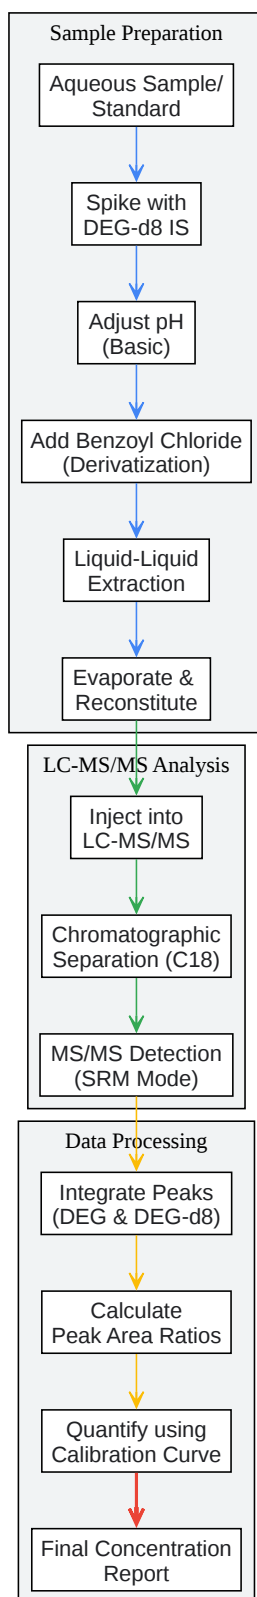 Sample Preparation
Aqueous Sample/
Standard
Spike with
DEG-d8 IS
Adjust pH
(Basic)
Add Benzoyl Chloride
(Derivatization)
Liquid-Liquid
Extraction
Evaporate &
Reconstitute
LC-MS/MS Analysis
Inject into
LC-MS/MS
Chromatographic
Separation (C18)
MS/MS Detection
(SRM Mode)
Data Processing
Integrate Peaks
(DEG & DEG-d8)
Calculate
Peak Area Ratios
Quantify using
Calibration Curve
Final Concentration
Report